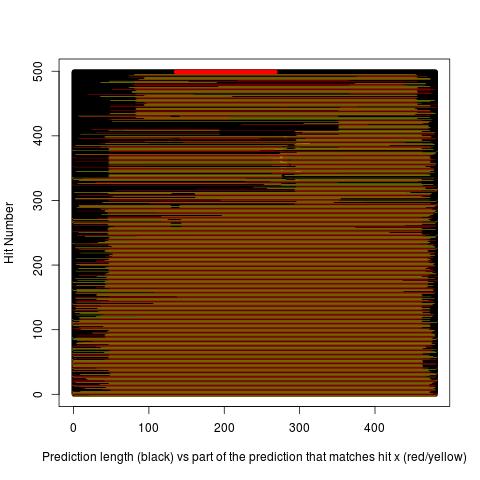 500
400
300
200
100
0
Hit Number
0 100 200 300 400
Prediction length (black) vs part of the prediction that matches hit x (red/yellow)